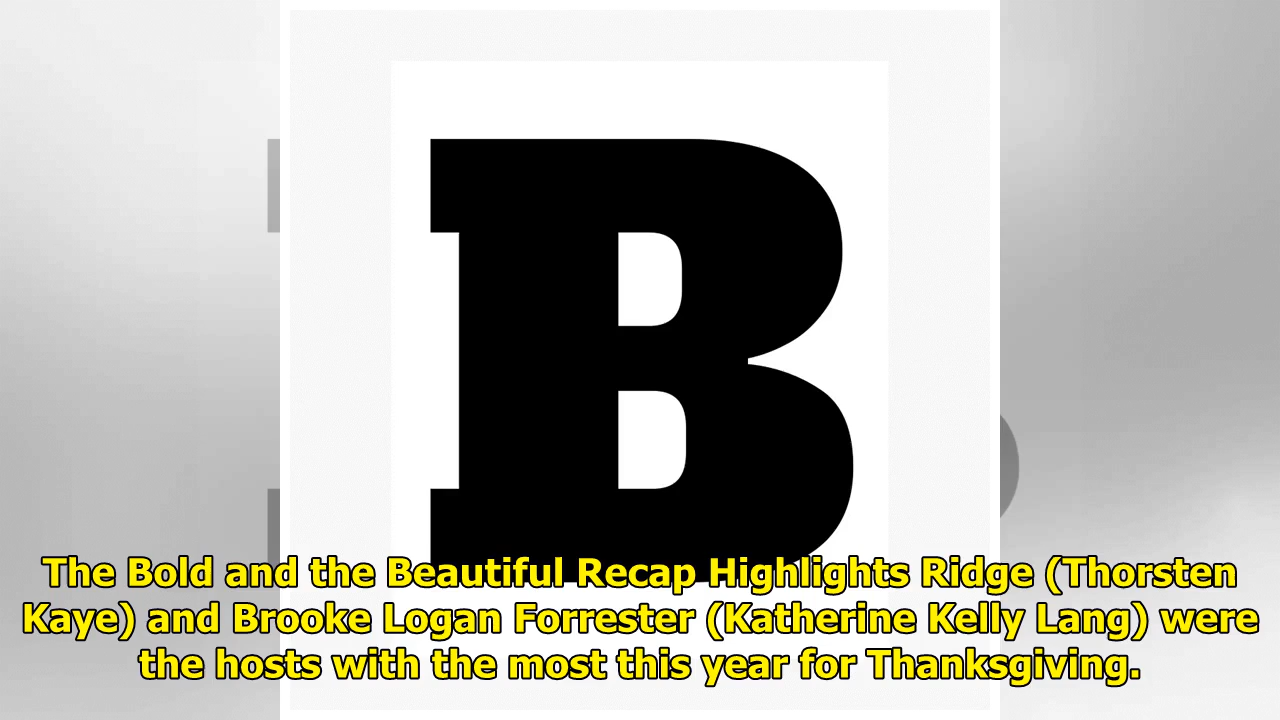 B
The Bold and the Beautiful Recap Highlights Ridge (Thorsten
Kaye) and Brooke Logan Forrester (Katherine Kelly Lang) were
the hosts with the most this year for Thanksgiving.